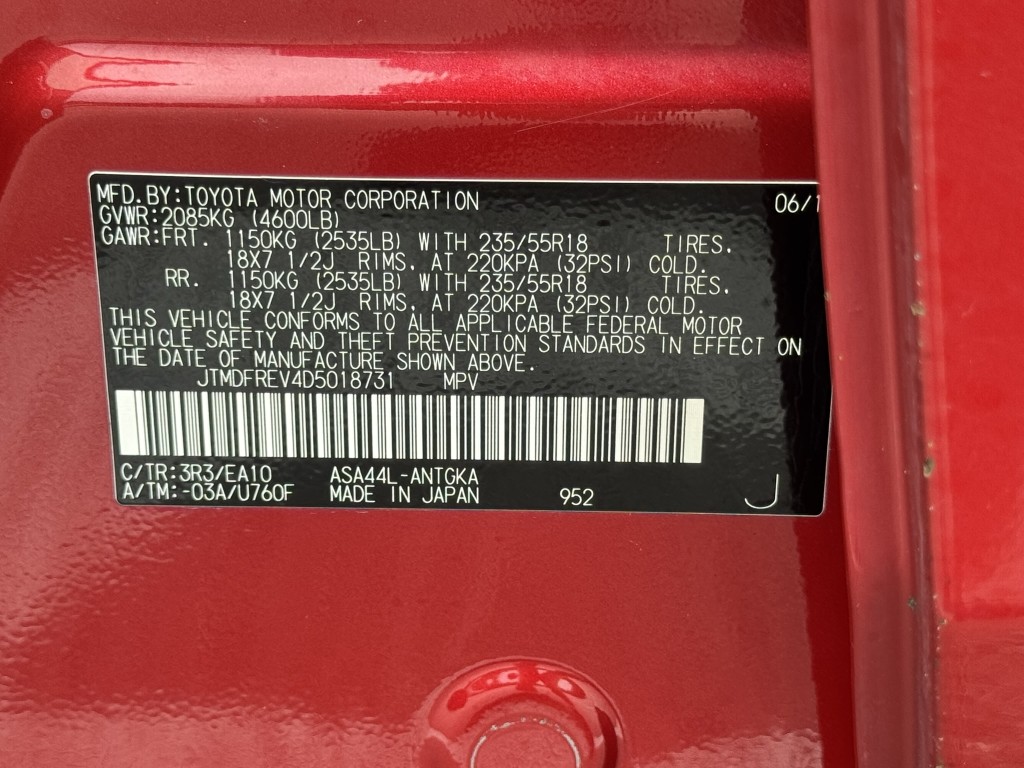 MFD.BY:TOYOTA MOTOR CORPORATION 06/1
GVWR:2085KG (4600LB)
GAWR:FRT. 1150KG (2535LB) WITH 235/55R18 TIRES.
18X7 1/2J RIMS, AT 220KPA (32PSI) COLD.
RR. 1150KG (2535LB) WITH 235/55R18 TIRES.
18X7 1/2J RIMS, AT 220KPA (32PSI) COLD.
THIS VEHICLE CONFORMS TO ALL APPLICABLE FEDERAL MOTOR
VEHICLE SAFETY AND THEFT PREVENTION STANDARDS IN EFFECT ON
THE DATE OF MANUFACTURE SHOWN ABOVE.
JTMDFREV4D5018731 MPV
C/TR:3R3/EA10 ASA44L-ANTGKA
A/TM:-03A/U760F MADE IN JAPAN 952 J